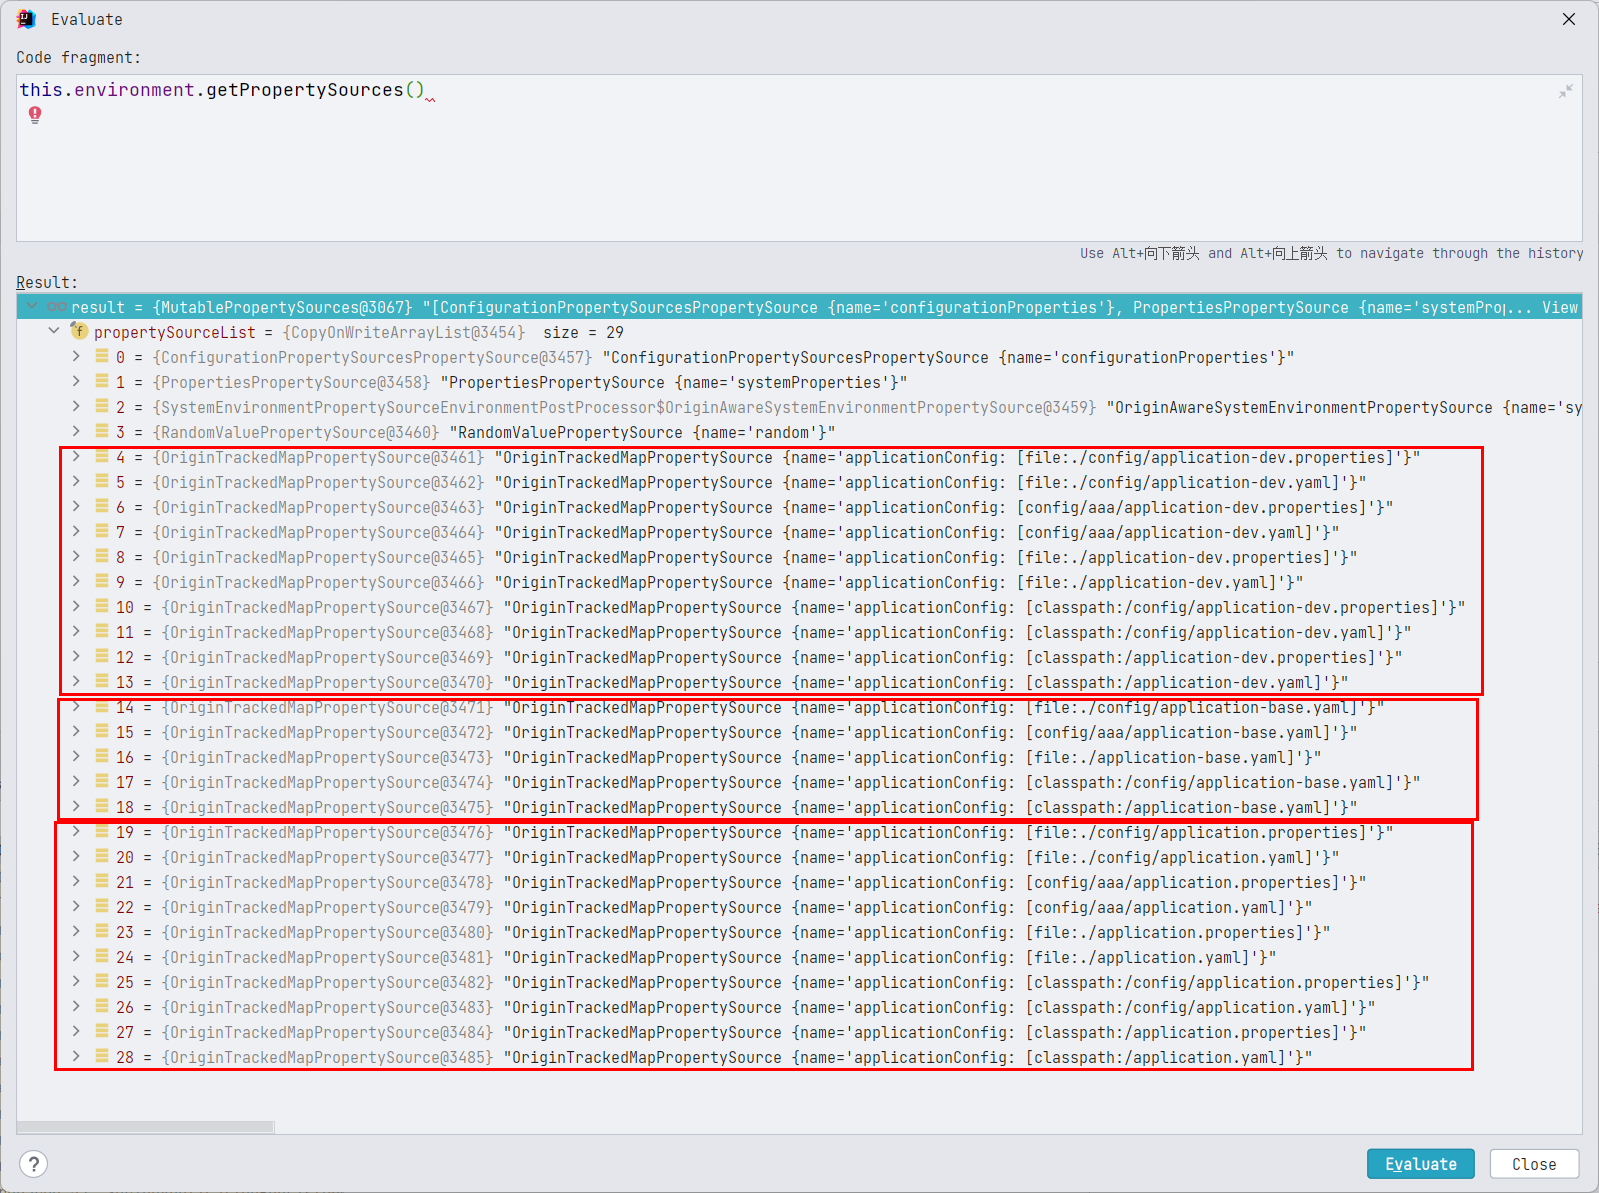 Evaluate
Code fragment:
this.environment.getPropertySources()
Use Alt+向下箭头 and Alt+向上箭头 to navigate through the history
Result:
result = {MutablePropertySources@3067} "[ConfigurationPropertySourcesPropertySource {name='configurationProperties'}, PropertiesPropertySource {name='systemProp... View
propertySourceList = {CopyOnWriteArrayList@3454} size = 29
0 = {ConfigurationPropertySourcesPropertySource@3457} "ConfigurationPropertySourcesPropertySource {name='configurationProperties'}"
1 = {PropertiesPropertySource@3458} "PropertiesPropertySource {name='systemProperties'}"
2 = {SystemEnvironmentPropertySourceEnvironmentPostProcessor$OriginAwareSystemEnvironmentPropertySource@3459} "OriginAwareSystemEnvironmentPropertySource {name='sy
3 = {RandomValuePropertySource@3460} "RandomValuePropertySource {name='random'}"
4 = {OriginTrackedMapPropertySource@3461} "OriginTrackedMapPropertySource {name='applicationConfig: [file:./config/application-dev.properties]'}"
5 = {OriginTrackedMapPropertySource@3462} "OriginTrackedMapPropertySource {name='applicationConfig: [file:./config/application-dev.yaml]'}"
6 = {OriginTrackedMapPropertySource@3463} "OriginTrackedMapPropertySource {name='applicationConfig: [config/aaa/application-dev.properties]'}"
7 = {OriginTrackedMapPropertySource@3464} "OriginTrackedMapPropertySource {name='applicationConfig: [config/aaa/application-dev.yaml]'}"
8 = {OriginTrackedMapPropertySource@3465} "OriginTrackedMapPropertySource {name='applicationConfig: [file:./application-dev.properties]'}"
9 = {OriginTrackedMapPropertySource@3466} "OriginTrackedMapPropertySource {name='applicationConfig: [file:./application-dev.yaml]'}"
10 = {OriginTrackedMapPropertySource@3467} "OriginTrackedMapPropertySource {name='applicationConfig: [classpath:/config/application-dev.properties]'}"
11 = {OriginTrackedMapPropertySource@3468} "OriginTrackedMapPropertySource {name='applicationConfig: [classpath:/config/application-dev.yaml]'}"
12 = {OriginTrackedMapPropertySource@3469} "OriginTrackedMapPropertySource {name='applicationConfig: [classpath:/application-dev.properties]'}"
13 = {OriginTrackedMapPropertySource@3470} "OriginTrackedMapPropertySource {name='applicationConfig: [classpath:/application-dev.yaml]'}"
14 = {OriginTrackedMapPropertySource@3471} "OriginTrackedMapPropertySource {name='applicationConfig: [file:./config/application-base.yaml]'}"
15 = {OriginTrackedMapPropertySource@3472} "OriginTrackedMapPropertySource {name='applicationConfig: [config/aaa/application-base.yaml]'}"
16 = {OriginTrackedMapPropertySource@3473} "OriginTrackedMapPropertySource {name='applicationConfig: [file:./application-base.yaml]'}"
17 = {OriginTrackedMapPropertySource@3474} "OriginTrackedMapPropertySource {name='applicationConfig: [classpath:/config/application-base.yaml]'}"
18 = {OriginTrackedMapPropertySource@3475} "OriginTrackedMapPropertySource {name='applicationConfig: [classpath:/application-base.yaml]'}"
19 = {OriginTrackedMapPropertySource@3476} "OriginTrackedMapPropertySource {name='applicationConfig: [file:./config/application.properties]'}"
20 = {OriginTrackedMapPropertySource@3477} "OriginTrackedMapPropertySource {name='applicationConfig: [file:./config/application.yaml]'}"
21 = {OriginTrackedMapPropertySource@3478} "OriginTrackedMapPropertySource {name='applicationConfig: [config/aaa/application.properties]'}"
22 = {OriginTrackedMapPropertySource@3479} "OriginTrackedMapPropertySource {name='applicationConfig: [config/aaa/application.yaml]'}"
23 = {OriginTrackedMapPropertySource@3480} "OriginTrackedMapPropertySource {name='applicationConfig: [file:./application.properties]'}"
24 = {OriginTrackedMapPropertySource@3481} "OriginTrackedMapPropertySource {name='applicationConfig: [file:./application.yaml]'}"
25 = {OriginTrackedMapPropertySource@3482} "OriginTrackedMapPropertySource {name='applicationConfig: [classpath:/config/application.properties]'}"
26 = {OriginTrackedMapPropertySource@3483} "OriginTrackedMapPropertySource {name='applicationConfig: [classpath:/config/application.yaml]'}"
27 = {OriginTrackedMapPropertySource@3484} "OriginTrackedMapPropertySource {name='applicationConfig: [classpath:/application.properties]'}"
28 = {OriginTrackedMapPropertySource@3485} "OriginTrackedMapPropertySource {name='applicationConfig: [classpath:/application.yaml]'}"
?
Evaluate
Close